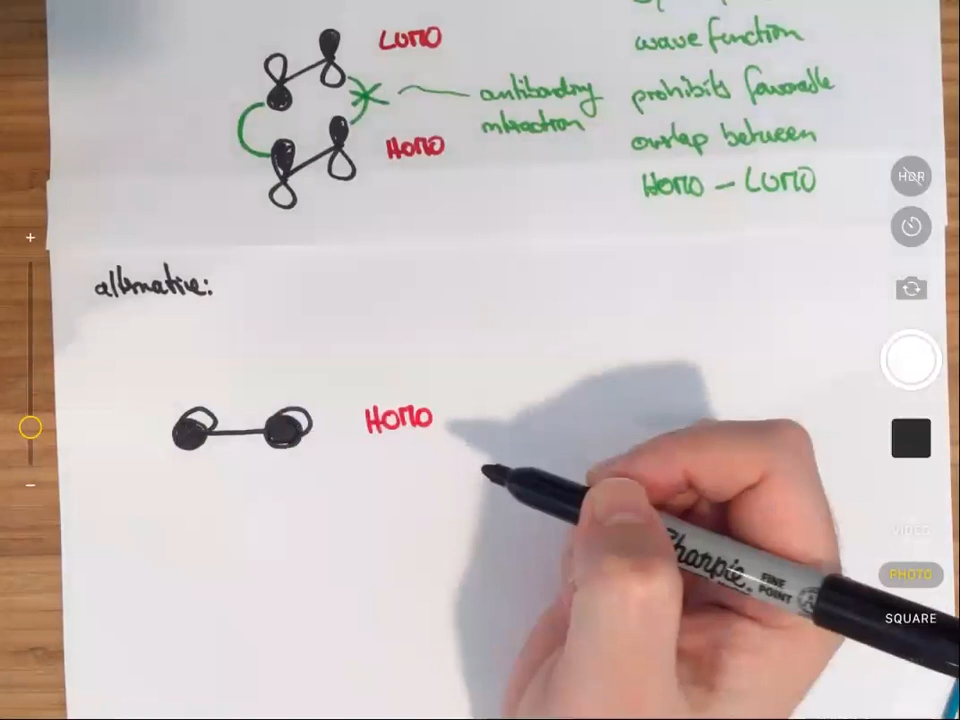 LUMO
wave function
antibonding
prohibits favorable
interaction
overlap between
HOMO
HOMO – LUMO
alternative:
HOMO
Sharpie.
FINE
POINT
HDR
+
−
VIDEO
PHOTO
SQUARE